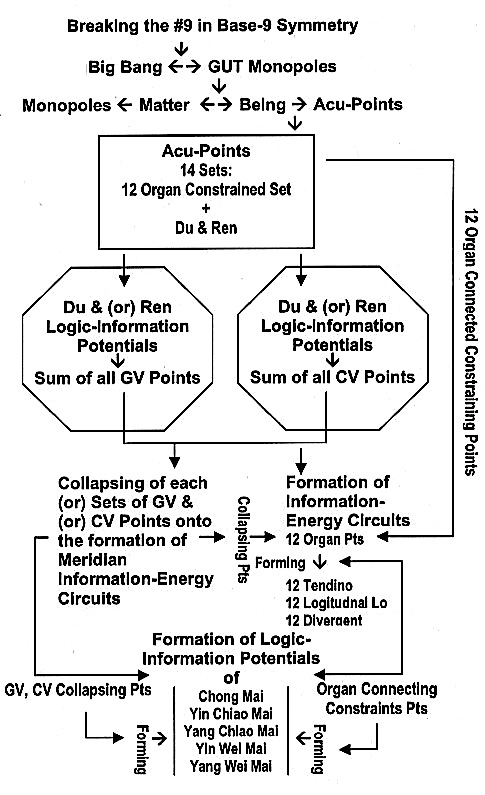 Breaking the #9 in Base-9 Symmetry
Big Bang ←→ GUT Monopoles
Monopoles ← Matter ←→ Being → Acu-Points
Acu-Points
14 Sets:
12 Organ Constrained Set
+
Du & Ren
Du & (or) Ren
Logic-Information
Potentials
Sum of all GV Points
Du & (or) Ren
Logic-Information
Potentials
Sum of all CV Points
12 Organ Connected Constraining Points
Collapsing of each
(or) Sets of GV &
(or) CV Points onto
the formation of
Meridian
Information-Energy
Circuits
Collapsing Pts
Formation of
Information-
Energy Circuits
12 Organ Pts
Forming
12 Tendino
12 Logitudnal Lo
12 Divergent
Formation of Logic-
Information Potentials
of
Chong Mai
Yin Chiao Mai
Yang Chiao Mai
Yin Wei Mai
Yang Wei Mai
GV, CV Collapsing Pts
Forming
Organ Connecting
Constraints Pts
Forming